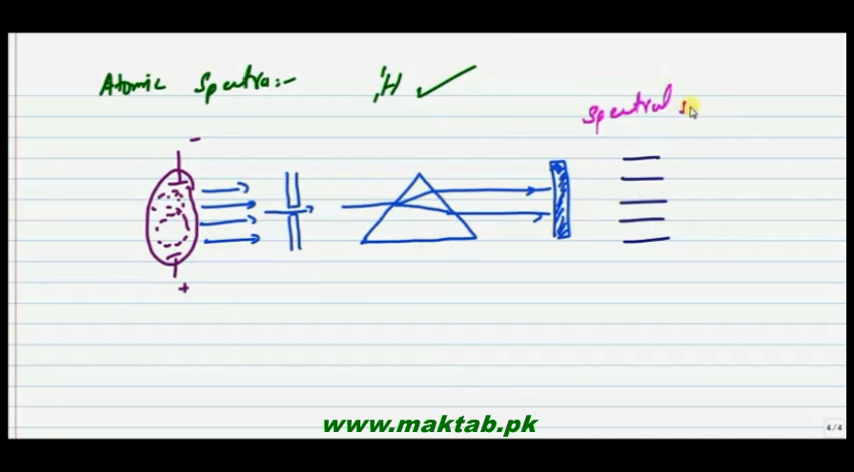 Atomic Spectra:-
₁¹H
Spectral s
-
+
www.maktab.pk
4/4